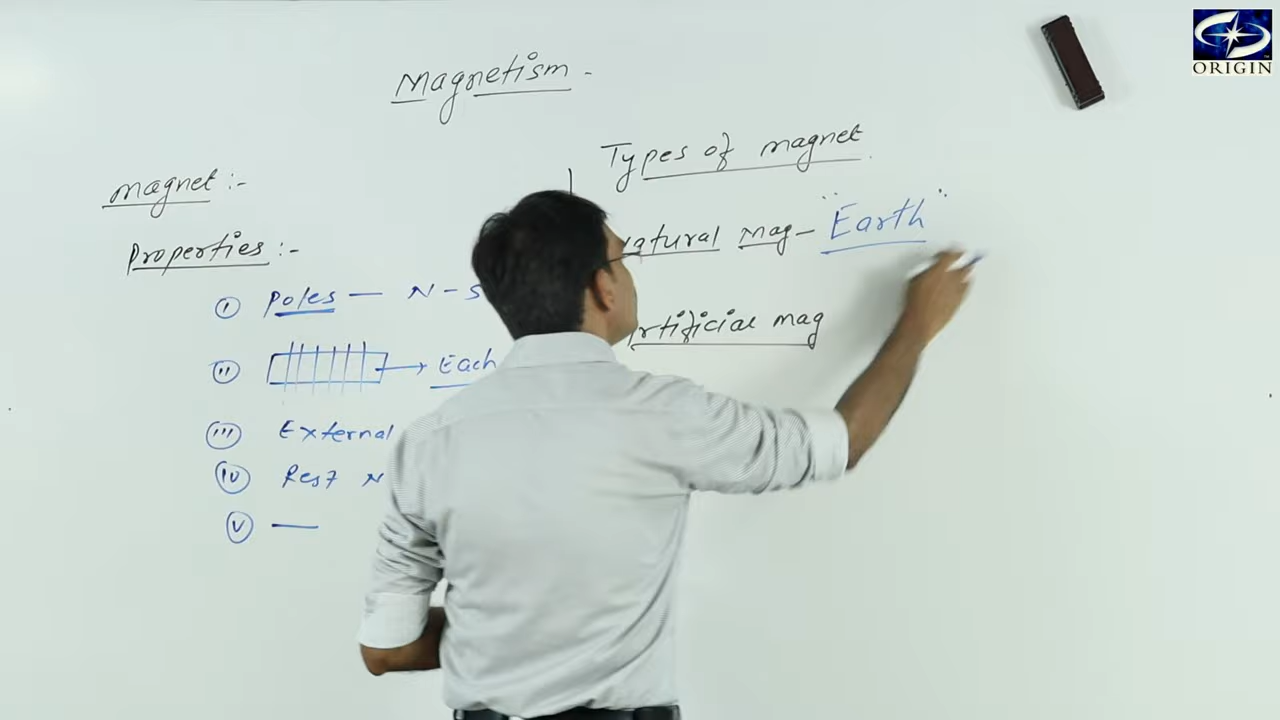 Magnetism -
magnet :-
Properties :-
(i) Poles — N-S
(ii) → Each
(iii) External
(iv) Rest N
(v) —
Types of magnet
natural mag - "Earth"
artificial mag
ORIGIN